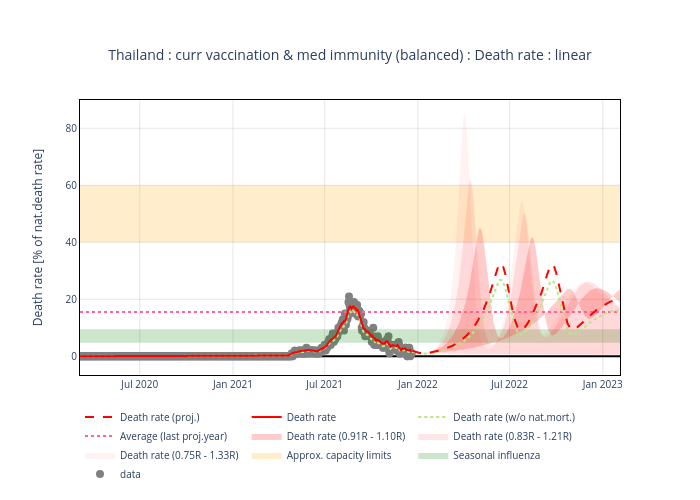 Thailand : curr vaccination & med immunity (balanced) : Death rate : linear
Death rate [% of nat.death rate]
80
60
40
20
0
Jul 2020
Jan 2021
Jul 2021
Jan 2022
Jul 2022
Jan 2023
Death rate (proj.)
Death rate
Death rate (w/o nat.mort.)
Average (last proj.year)
Death rate (0.91R - 1.10R)
Death rate (0.83R - 1.21R)
Death rate (0.75R - 1.33R)
Approx. capacity limits
Seasonal influenza
data